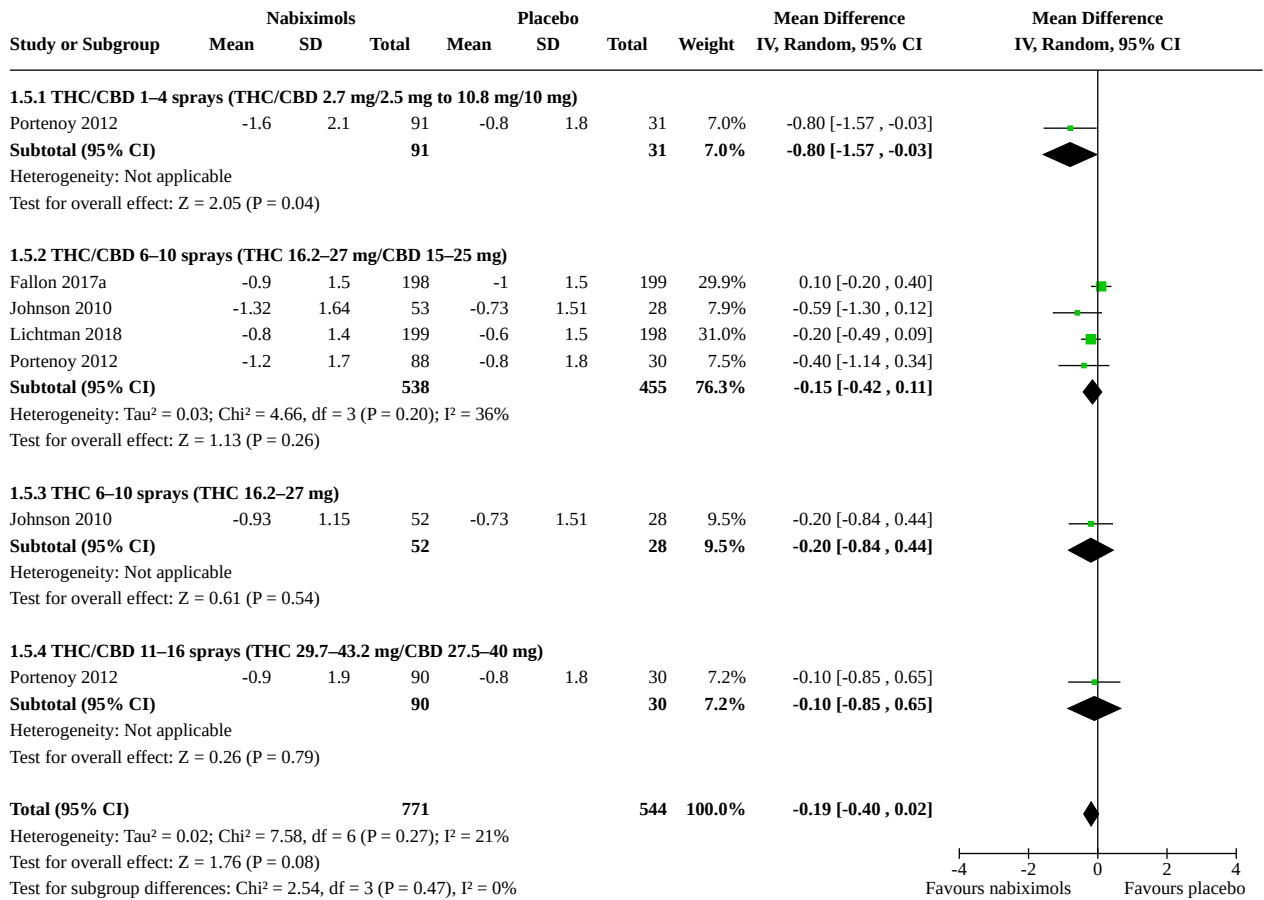 Nabiximols Placebo Mean Difference Mean Difference
Study or Subgroup Mean SD Total Mean SD Total Weight IV, Random, 95% CI IV, Random, 95% CI
1.5.1 THC/CBD 1–4 sprays (THC/CBD 2.7 mg/2.5 mg to 10.8 mg/10 mg)
Portenoy 2012 -1.6 2.1 91 -0.8 1.8 31 7.0% -0.80 [-1.57 , -0.03]
Subtotal (95% CI) 91 31 7.0% -0.80 [-1.57 , -0.03]
Heterogeneity: Not applicable
Test for overall effect: Z = 2.05 (P = 0.04)
1.5.2 THC/CBD 6–10 sprays (THC 16.2–27 mg/CBD 15–25 mg)
Fallon 2017a -0.9 1.5 198 -1 1.5 199 29.9% 0.10 [-0.20 , 0.40]
Johnson 2010 -1.32 1.64 53 -0.73 1.51 28 7.9% -0.59 [-1.30 , 0.12]
Lichtman 2018 -0.8 1.4 199 -0.6 1.5 198 31.0% -0.20 [-0.49 , 0.09]
Portenoy 2012 -1.2 1.7 88 -0.8 1.8 30 7.5% -0.40 [-1.14 , 0.34]
Subtotal (95% CI) 538 455 76.3% -0.15 [-0.42 , 0.11]
Heterogeneity: Tau² = 0.03; Chi² = 4.66, df = 3 (P = 0.20); I² = 36%
Test for overall effect: Z = 1.13 (P = 0.26)
1.5.3 THC 6–10 sprays (THC 16.2–27 mg)
Johnson 2010 -0.93 1.15 52 -0.73 1.51 28 9.5% -0.20 [-0.84 , 0.44]
Subtotal (95% CI) 52 28 9.5% -0.20 [-0.84 , 0.44]
Heterogeneity: Not applicable
Test for overall effect: Z = 0.61 (P = 0.54)
1.5.4 THC/CBD 11–16 sprays (THC 29.7–43.2 mg/CBD 27.5–40 mg)
Portenoy 2012 -0.9 1.9 90 -0.8 1.8 30 7.2% -0.10 [-0.85 , 0.65]
Subtotal (95% CI) 90 30 7.2% -0.10 [-0.85 , 0.65]
Heterogeneity: Not applicable
Test for overall effect: Z = 0.26 (P = 0.79)
Total (95% CI) 771 544 100.0% -0.19 [-0.40 , 0.02]
Heterogeneity: Tau² = 0.02; Chi² = 7.58, df = 6 (P = 0.27); I² = 21%
Test for overall effect: Z = 1.76 (P = 0.08)
-4 -2 0 2 4
Test for subgroup differences: Chi² = 2.54, df = 3 (P = 0.47), I² = 0%
Favours nabiximols Favours placebo